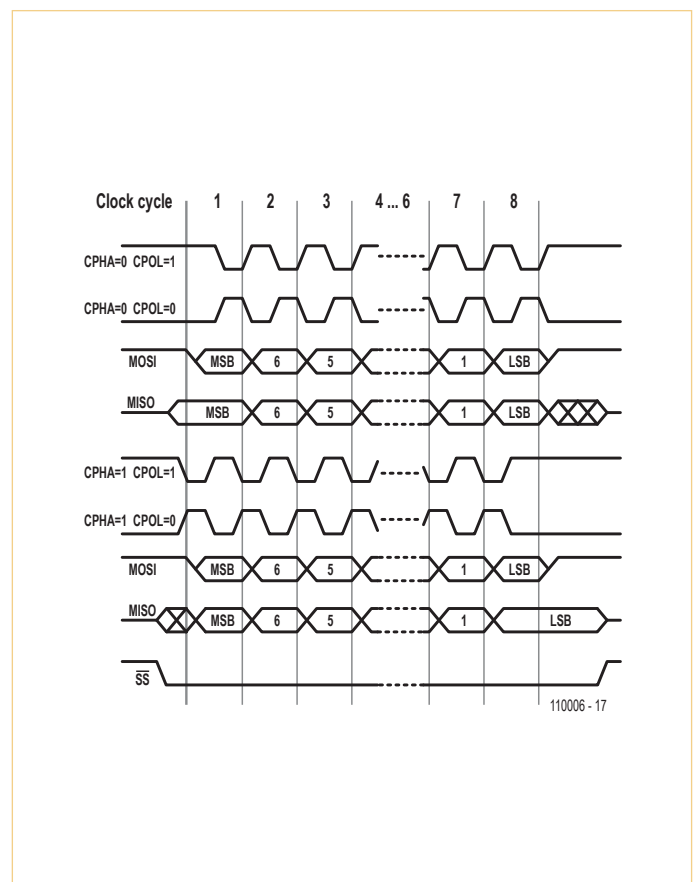 Clock cycle 1 2 3 4 ... 6 7 8
CPHA=0 CPOL=1
CPHA=0 CPOL=0
MOSI MSB 6 5 1 LSB
MISO MSB 6 5 1 LSB
CPHA=1 CPOL=1
CPHA=1 CPOL=0
MOSI MSB 6 5 1 LSB
MISO MSB 6 5 1 LSB
S̅S̅
110006 - 17